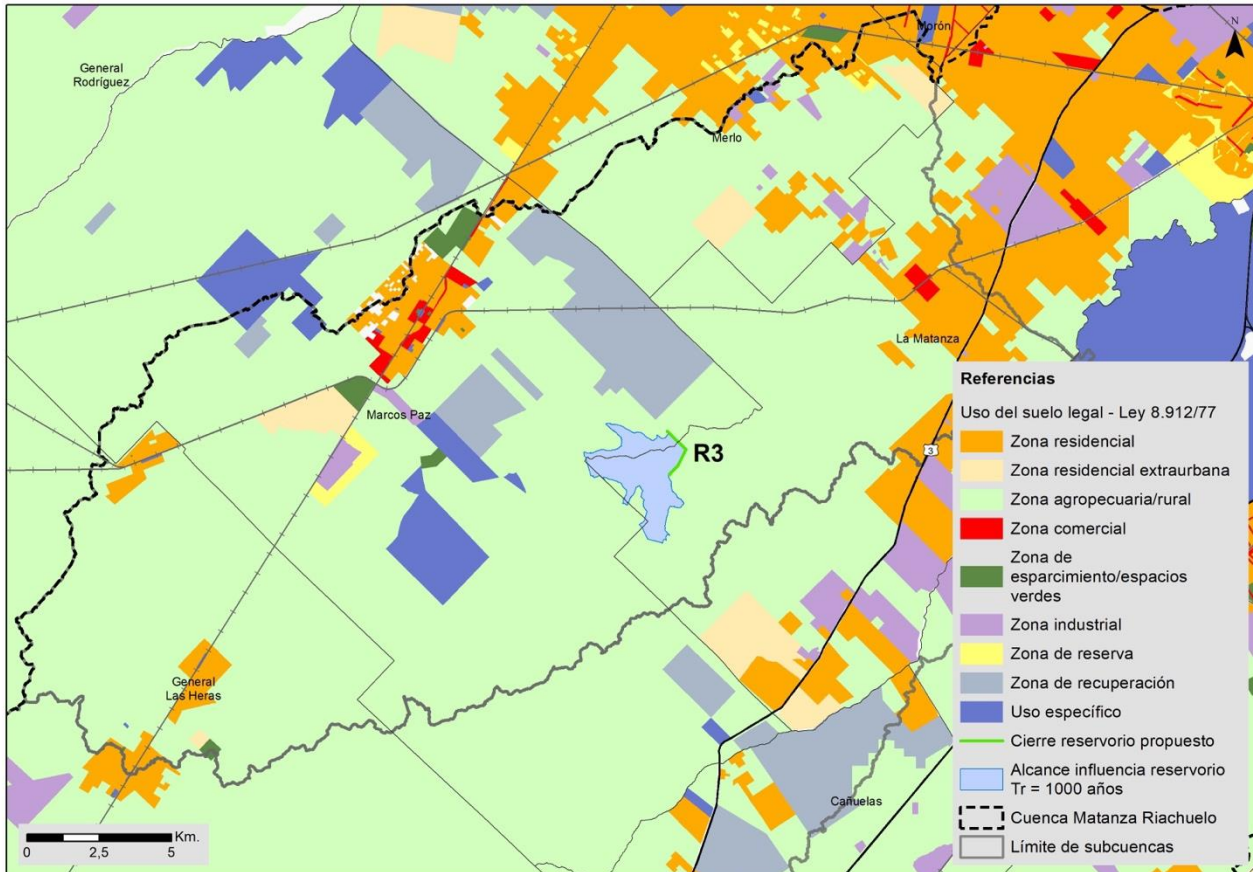 Morón
N
General
Rodríguez
Merlo
La Matanza
Marcos Paz
R3
3
General
Las Heras
Cañuelas
Referencias
Uso del suelo legal - Ley 8.912/77
Zona residencial
Zona residencial extraurbana
Zona agropecuaria/rural
Zona comercial
Zona de
esparcimiento/espacios
verdes
Zona industrial
Zona de reserva
Zona de recuperación
Uso específico
Cierre reservorio propuesto
Alcance influencia reservorio
Tr = 1000 años
Cuenca Matanza Riachuelo
Límite de subcuencas
Km.
0 2,5 5